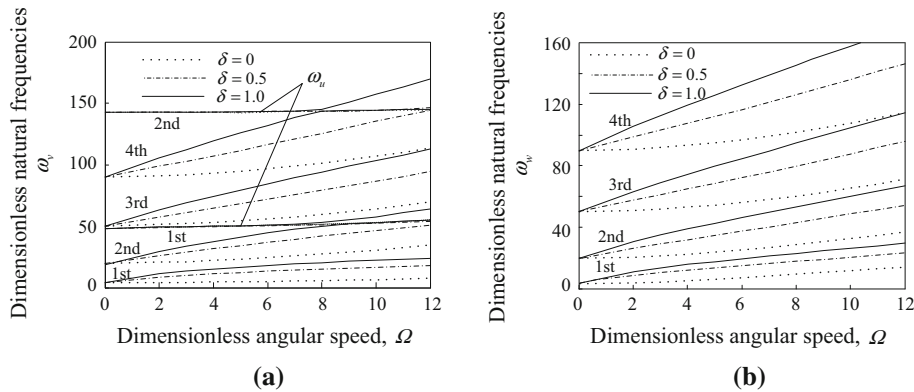 Dimensionless natural frequencies
ω_v
200
150
100
50
0
δ = 0
δ = 0.5
δ = 1.0
ω_u
2nd
4th
3rd
1st
2nd
1st
0 2 4 6 8 10 12
Dimensionless angular speed, Ω
(a)
Dimensionless natural frequencies
ω_w
160
120
80
40
0
δ = 0
δ = 0.5
δ = 1.0
4th
3rd
2nd
1st
0 2 4 6 8 10 12
Dimensionless angular speed, Ω
(b)